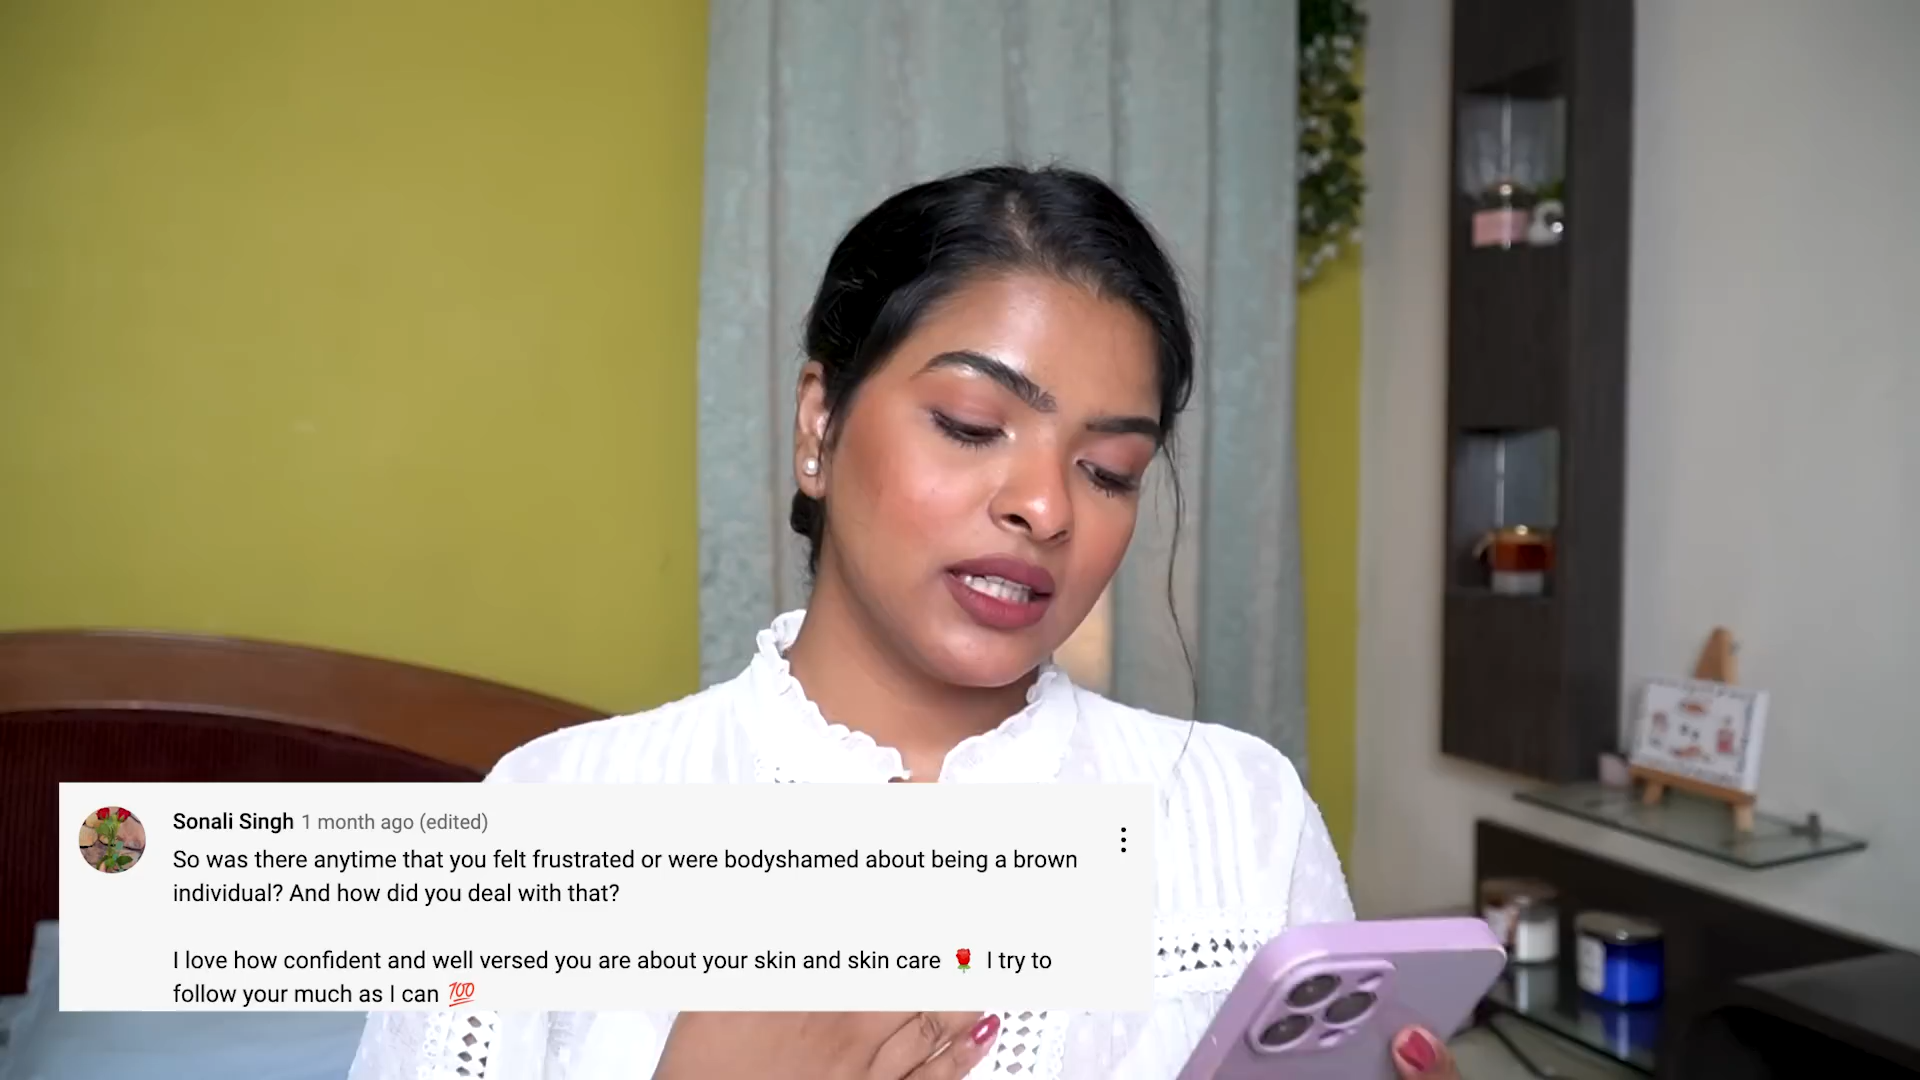 Sonali Singh 1 month ago (edited)
So was there anytime that you felt frustrated or were bodyshamed about being a brown
individual? And how did you deal with that?
I love how confident and well versed you are about your skin and skin care 🌹 I try to
follow your much as I can 💯